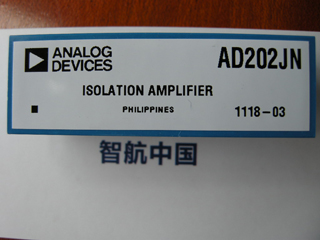 ANALOG
DEVICES
AD202JN
ISOLATION AMPLIFIER
PHILIPPINES
1118-03
智航中国